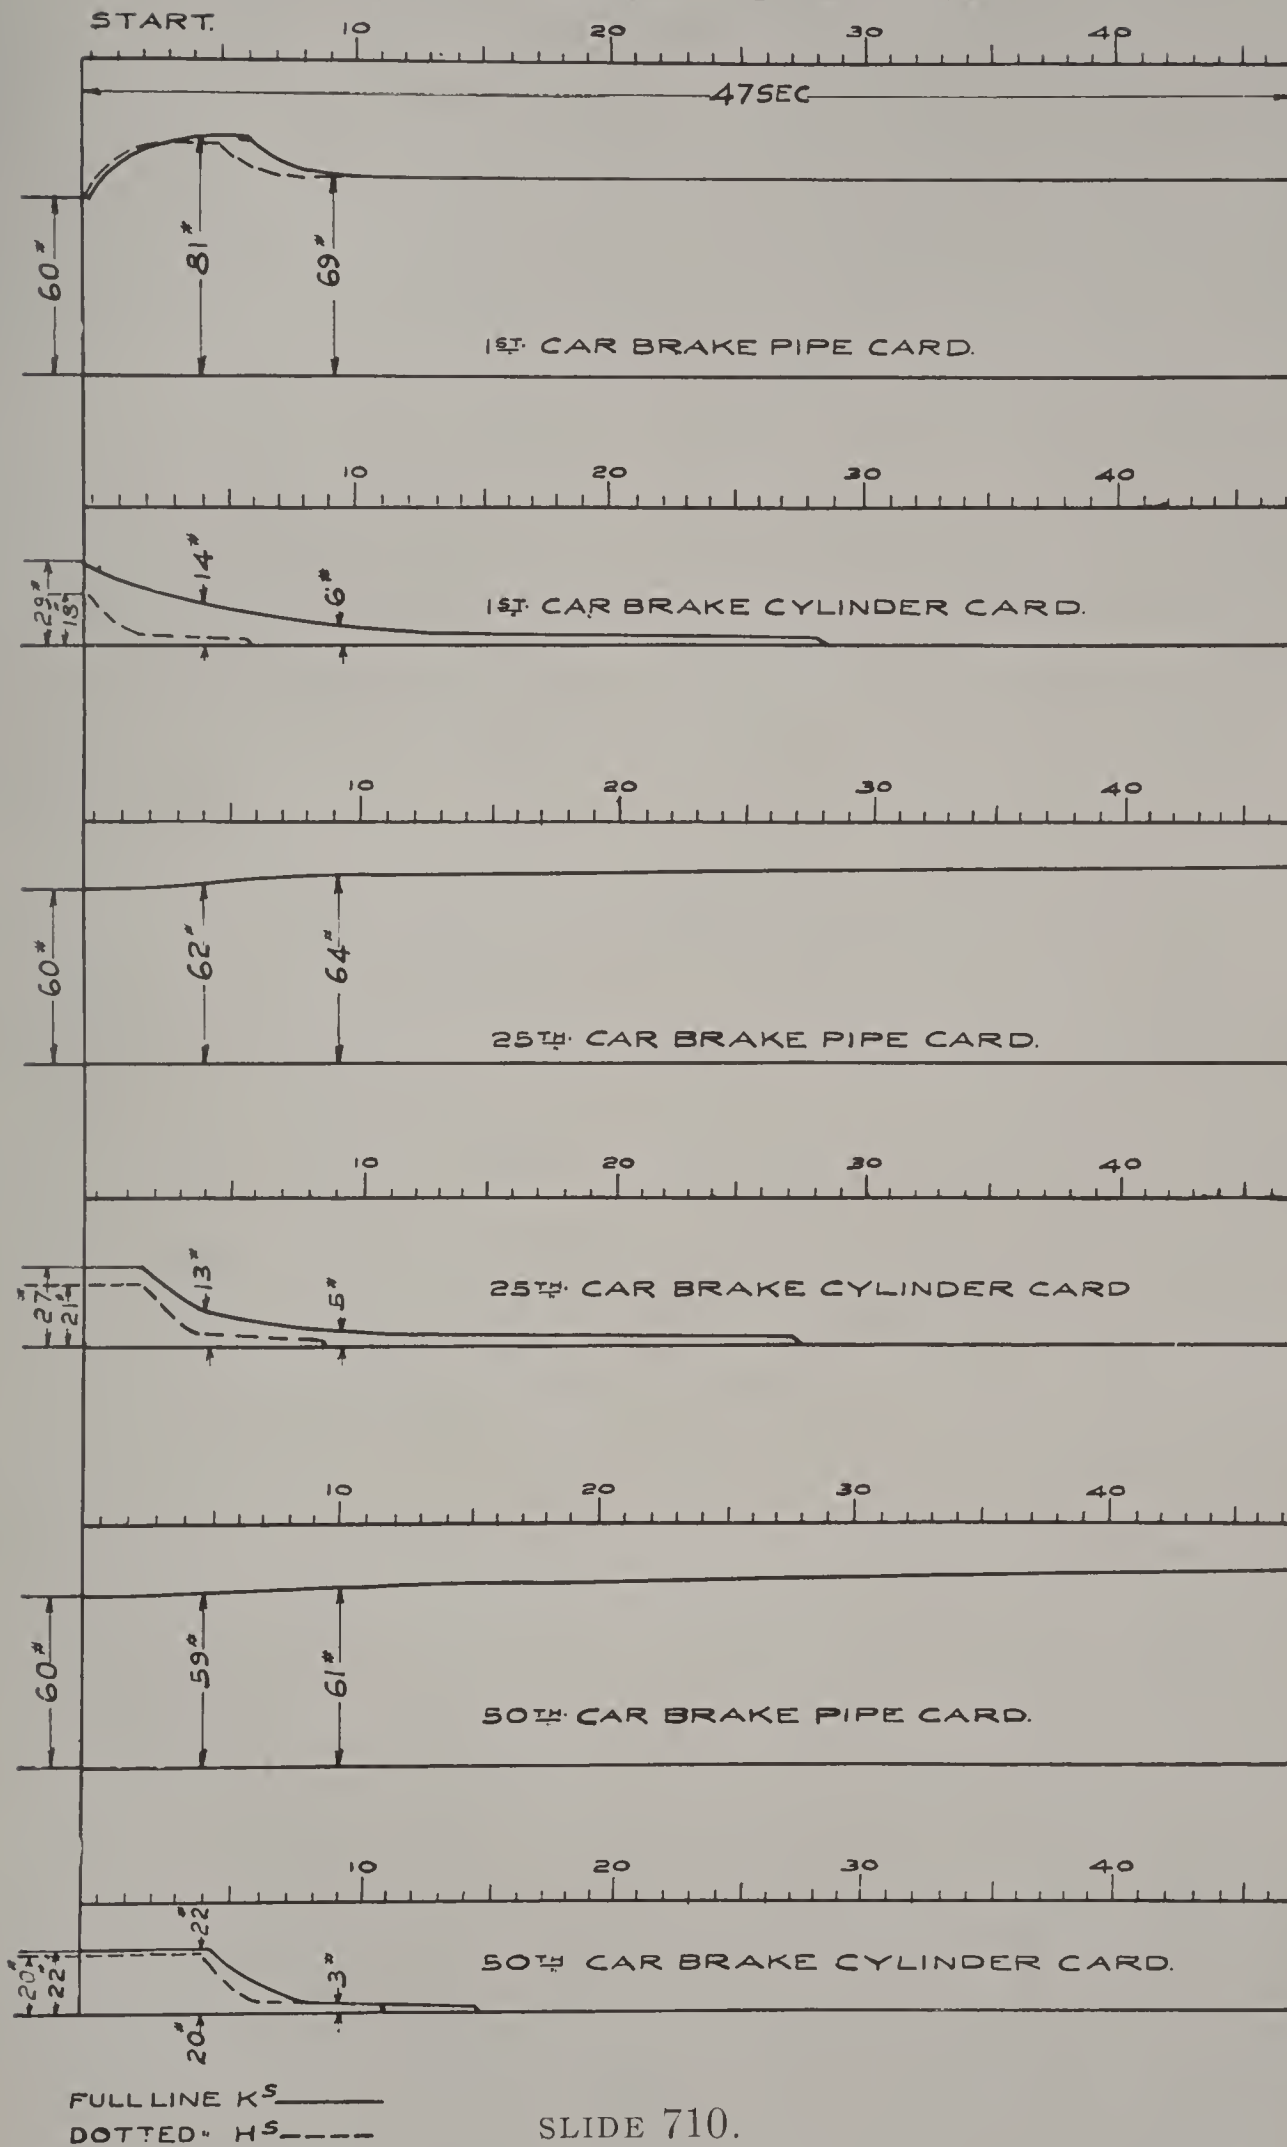 START.
10 20 30 40
47SEC
60# 81# 69#
1ST. CAR BRAKE PIPE CARD.
10 20 30 40
29# 18# 14# 6#
1ST. CAR BRAKE CYLINDER CARD.
10 20 30 40
60# 62# 64#
25TH. CAR BRAKE PIPE CARD.
10 20 30 40
27# 21# 13# 5#
25TH. CAR BRAKE CYLINDER CARD
10 20 30 40
60# 59# 61#
50TH. CAR BRAKE PIPE CARD.
10 20 30 40
20# 22# 22# 3#
50TH CAR BRAKE CYLINDER CARD.
20#
FULL LINE KS
DOTTED " HS
SLIDE 710.